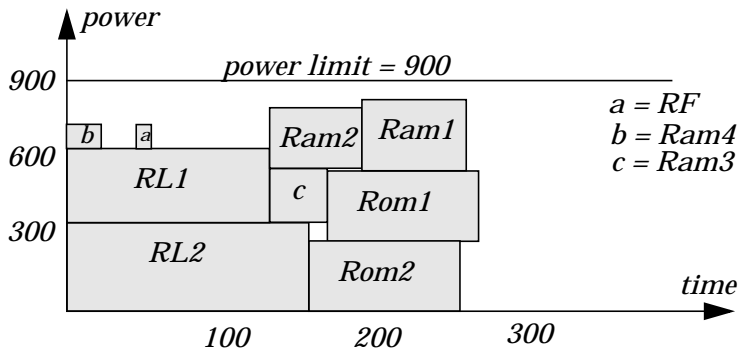 power
900
power limit = 900
a = RF
b = Ram4
c = Ram3
b
a
Ram2
Ram1
600
RL1
c
Rom1
300
RL2
Rom2
time
100
200
300